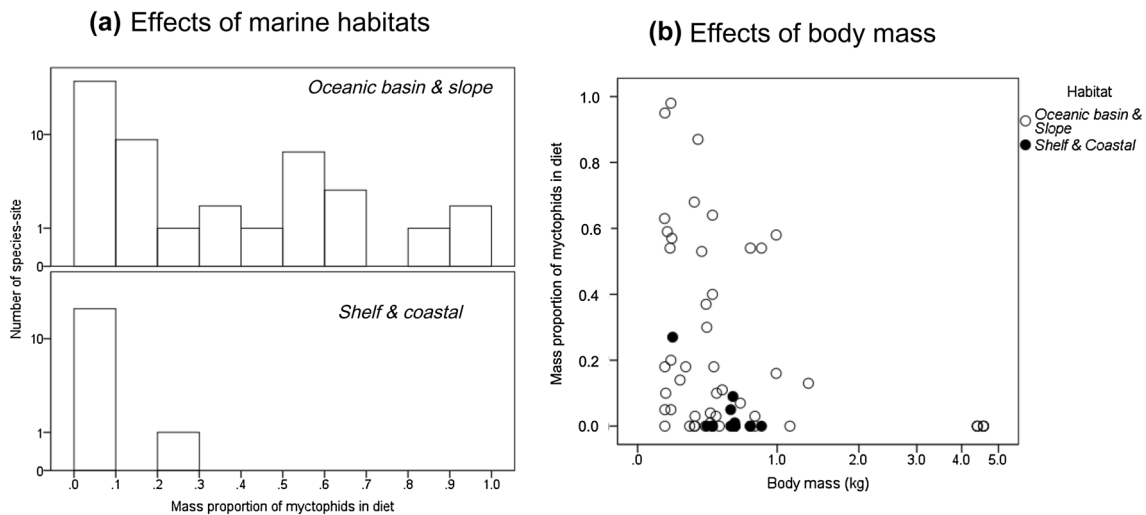 (a) Effects of marine habitats
Number of species-site
Oceanic basin & slope
10
1
0
Shelf & coastal
10
1
0
.0 .1 .2 .3 .4 .5 .6 .7 .8 .9 1.0
Mass proportion of myctophids in diet
(b) Effects of body mass
Mass proportion of myctophids in diet
1.0
0.8
0.6
0.4
0.2
0.0
.0 1.0 2.0 3.0 4.0 5.0
Body mass (kg)
Habitat
Oceanic basin &
Slope
Shelf & Coastal